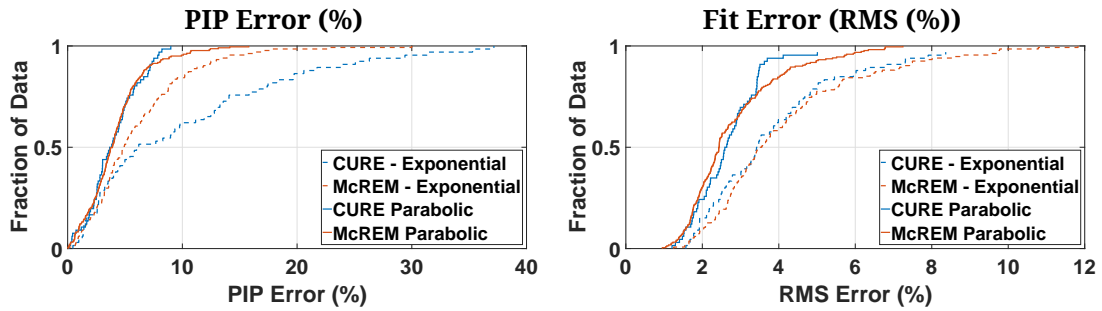 PIP Error (%)
1
0.5
0
Fraction of Data
0 10 20 30 40
PIP Error (%)
CURE - Exponential
McREM - Exponential
CURE Parabolic
McREM Parabolic
Fit Error (RMS (%))
1
0.5
0
Fraction of Data
0 2 4 6 8 10 12
RMS Error (%)
CURE - Exponential
McREM - Exponential
CURE Parabolic
McREM Parabolic